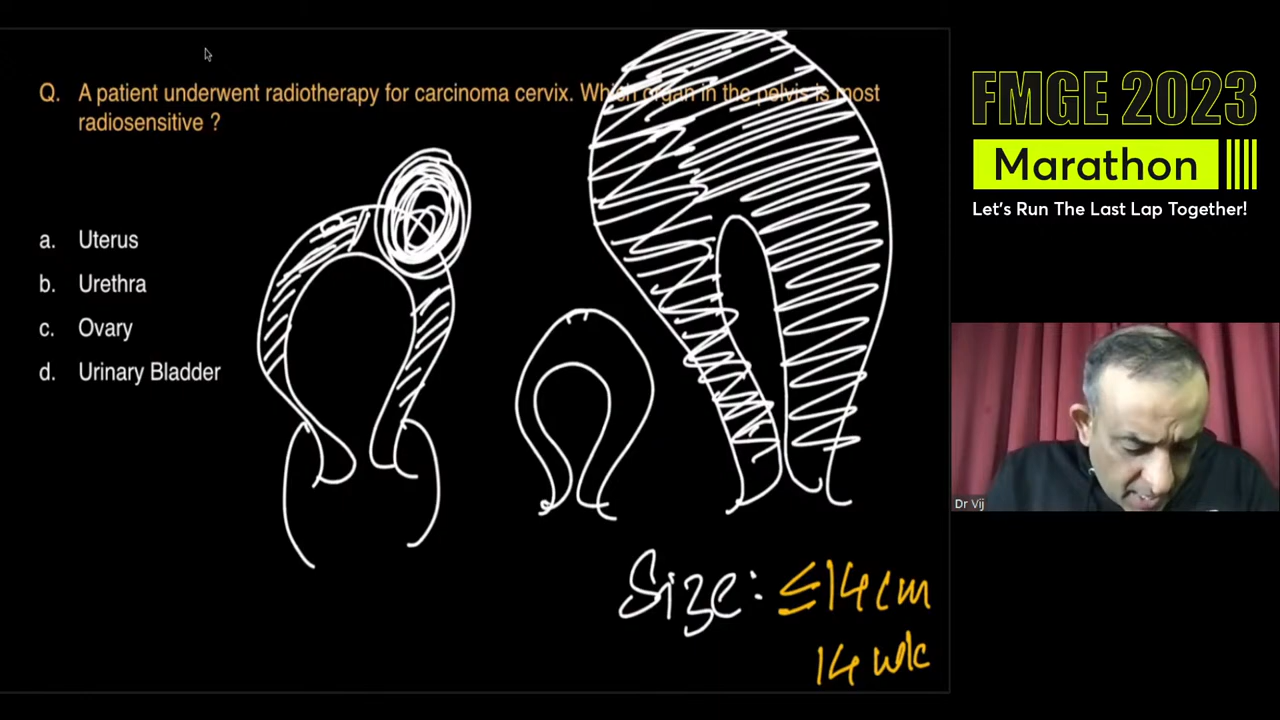 Q. A patient underwent radiotherapy for carcinoma cervix. Which organ in the pelvis is most
radiosensitive ?
a. Uterus
b. Urethra
c. Ovary
d. Urinary Bladder
Size: ≤14cm
14 wk
FMGE 2023
Marathon
Let's Run The Last Lap Together!
Dr Vij